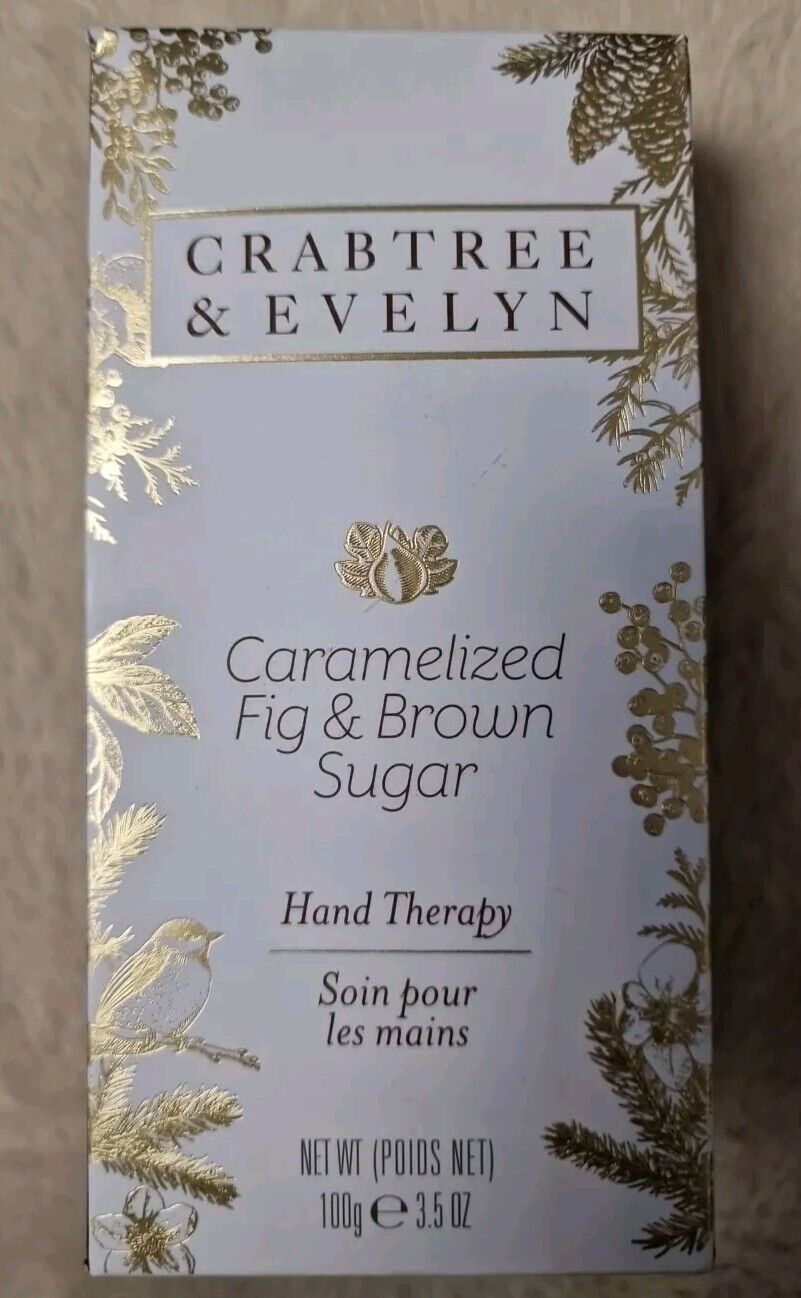 CRABTREE
& EVELYN
Caramelized
Fig & Brown
Sugar
Hand Therapy
Soin pour
les mains
NET WT (POIDS NET)
100g ℮ 3.5 OZ